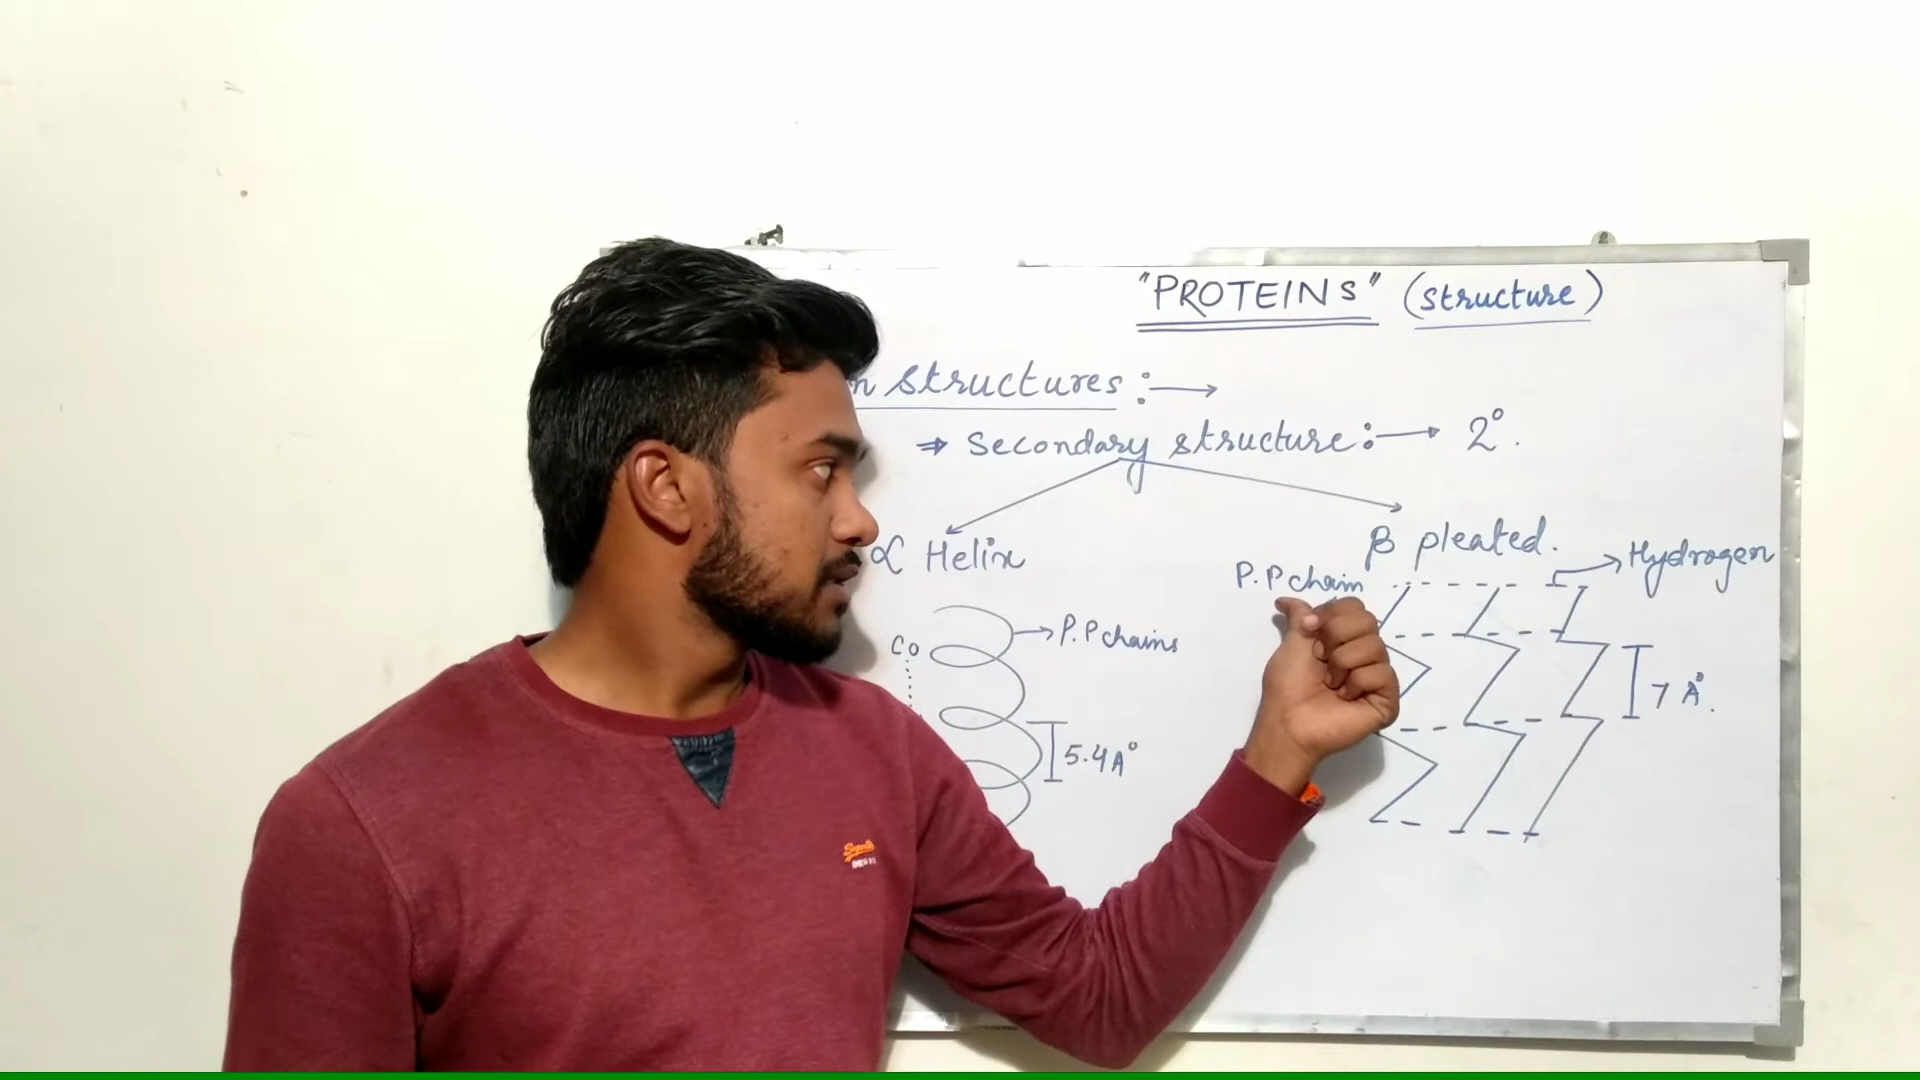 "PROTEINS" (structure)
n structures :→
⇒ Secondary structure :→ 2°.
α Helix
β pleated.
Hydrogen
P.P chain
CO
P.P chains
7 A°.
5.4A°